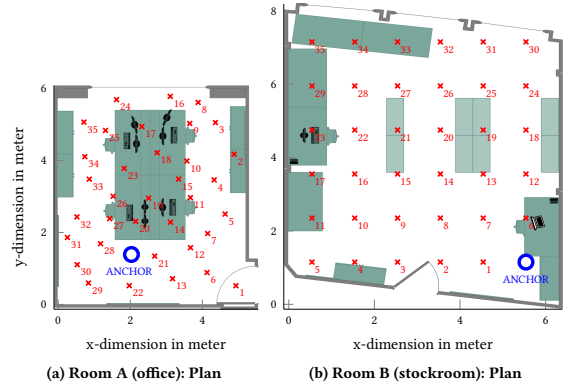 y-dimension in meter
6
4
2
0
16
24 8
35 25 17 9 3
34 18 10 2
33 23 15 4
26 19 11
32 27 20 14 5
31 28 12 7
21
ANCHOR
30 13 6
29 22 1
0 2 4
x-dimension in meter
(a) Room A (office): Plan
8
6
4
2
0
35 34 33 32 31 30
29 28 27 26 25 24
23 22 21 20 19 18
17 16 15 14 13 12
11 10 9 8 7 6
5 4 3 2 1
ANCHOR
0 2 4 6
x-dimension in meter
(b) Room B (stockroom): Plan